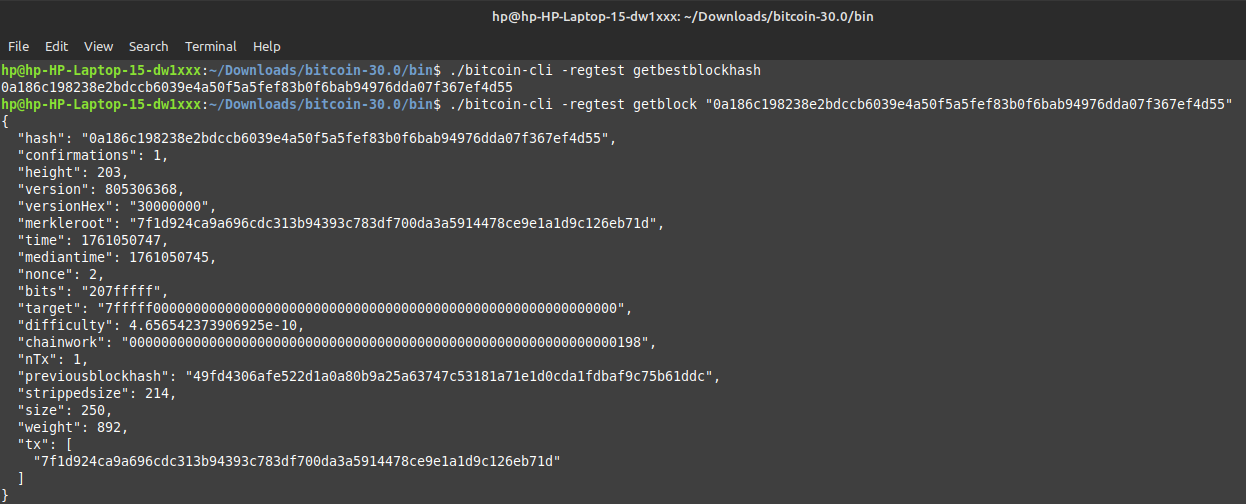 hp@hp-HP-Laptop-15-dw1xxx: ~/Downloads/bitcoin-30.0/bin
File Edit View Search Terminal Help
hp@hp-HP-Laptop-15-dw1xxx:~/Downloads/bitcoin-30.0/bin$ ./bitcoin-cli -regtest getbestblockhash
0a186c198238e2bdccb6039e4a50f5a5fef83b0f6bab94976dda07f367ef4d55
hp@hp-HP-Laptop-15-dw1xxx:~/Downloads/bitcoin-30.0/bin$ ./bitcoin-cli -regtest getblock "0a186c198238e2bdccb6039e4a50f5a5fef83b0f6bab94976dda07f367ef4d55"
{
  "hash": "0a186c198238e2bdccb6039e4a50f5a5fef83b0f6bab94976dda07f367ef4d55",
  "confirmations": 1,
  "height": 203,
  "version": 805306368,
  "versionHex": "30000000",
  "merkleroot": "7f1d924ca9a696cdc313b94393c783df700da3a5914478ce9e1a1d9c126eb71d",
  "time": 1761050747,
  "mediantime": 1761050745,
  "nonce": 2,
  "bits": "207fffff",
  "target": "7fffff0000000000000000000000000000000000000000000000000000000000",
  "difficulty": 4.656542373906925e-10,
  "chainwork": "0000000000000000000000000000000000000000000000000000000000000198",
  "nTx": 1,
  "previousblockhash": "49fd4306afe522d1a0a80b9a25a63747c53181a71e1d0cda1fdbaf9c75b61ddc",
  "strippedsize": 214,
  "size": 250,
  "weight": 892,
  "tx": [
    "7f1d924ca9a696cdc313b94393c783df700da3a5914478ce9e1a1d9c126eb71d"
  ]
}